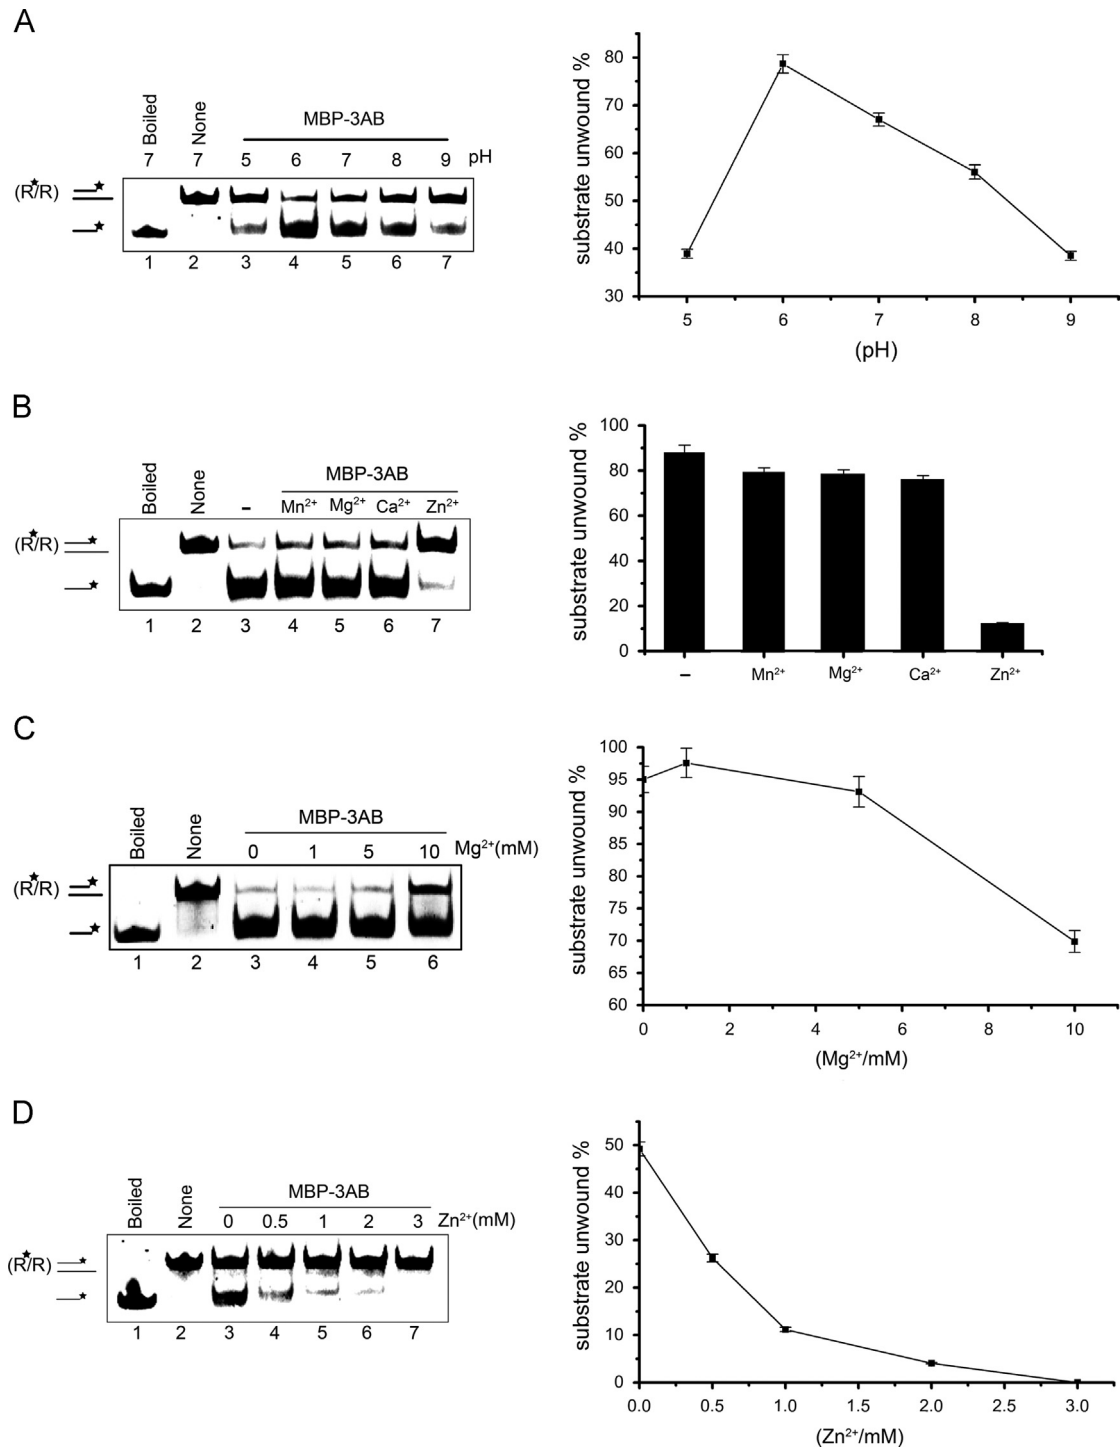 A
Boiled
None
MBP-3AB
7 7 5 6 7 8 9 pH
(R/R)
1 2 3 4 5 6 7
substrate unwound %
80
70
60
50
40
30
5 6 7 8 9
(pH)
B
Boiled
None
MBP-3AB
– Mn²⁺ Mg²⁺ Ca²⁺ Zn²⁺
(R/R)
1 2 3 4 5 6 7
substrate unwound %
100
80
60
40
20
0
– Mn²⁺ Mg²⁺ Ca²⁺ Zn²⁺
C
Boiled
None
MBP-3AB
0 1 5 10 Mg²⁺(mM)
(R/R)
1 2 3 4 5 6
substrate unwound %
100
95
90
85
80
75
70
65
60
0 2 4 6 8 10
(Mg²⁺/mM)
D
Boiled
None
MBP-3AB
0 0.5 1 2 3 Zn²⁺(mM)
(R/R)
1 2 3 4 5 6 7
substrate unwound %
50
40
30
20
10
0
0.0 0.5 1.0 1.5 2.0 2.5 3.0
(Zn²⁺/mM)